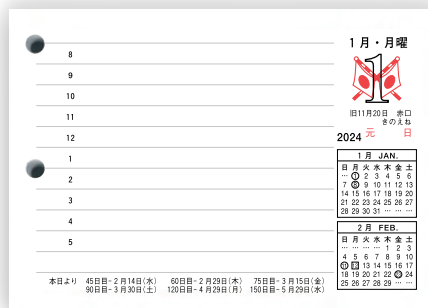 8
9
10
11
12
1
2
3
4
5
1月・月曜
1
旧11月20日 赤口
きのえね
2024 元日
1月 JAN.
日 月 火 水 木 金 土
… 1 2 3 4 5 6
7 8 9 10 11 12 13
14 15 16 17 18 19 20
21 22 23 24 25 26 27
28 29 30 31 … … …
2月 FEB.
日 月 火 水 木 金 土
… … … … 1 2 3
4 5 6 7 8 9 10
11 12 13 14 15 16 17
18 19 20 21 22 23 24
25 26 27 28 29 … …
本日より 45日目-2月14日(水) 60日目-2月29日(木) 75日目-3月15日(金)
90日目-3月30日(土) 120日目-4月29日(月) 150日目-5月29日(水)